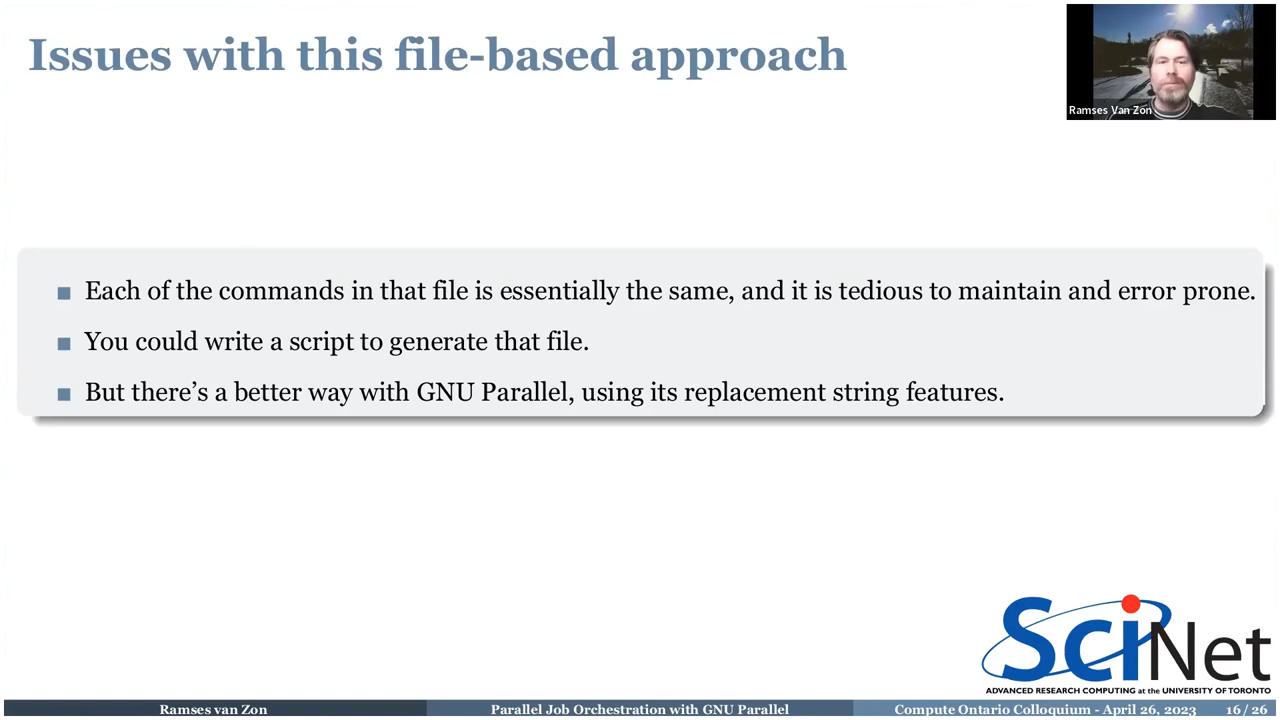 Issues with this file-based approach
Ramses Van Zon
Each of the commands in that file is essentially the same, and it is tedious to maintain and error prone.
You could write a script to generate that file.
But there’s a better way with GNU Parallel, using its replacement string features.
SciNet
ADVANCED RESEARCH COMPUTING at the UNIVERSITY OF TORONTO
Ramses van Zon
Parallel Job Orchestration with GNU Parallel
Compute Ontario Colloquium - April 26, 2023
16 / 26